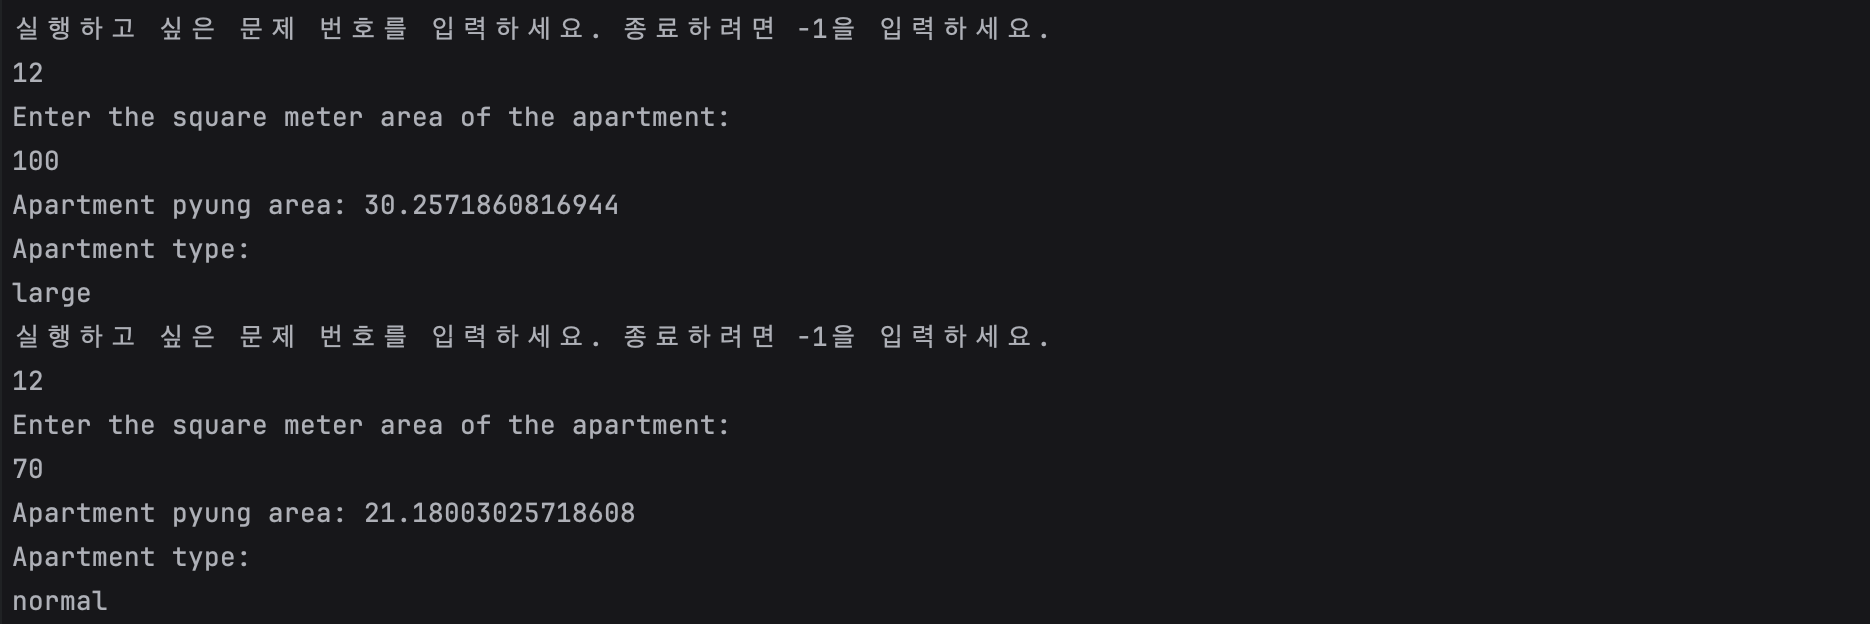 실행하고 싶은 문제 번호를 입력하세요. 종료하려면 -1을 입력하세요.
12
Enter the square meter area of the apartment:
100
Apartment pyung area: 30.2571860816944
Apartment type:
large
실행하고 싶은 문제 번호를 입력하세요. 종료하려면 -1을 입력하세요.
12
Enter the square meter area of the apartment:
70
Apartment pyung area: 21.18003025718608
Apartment type:
normal